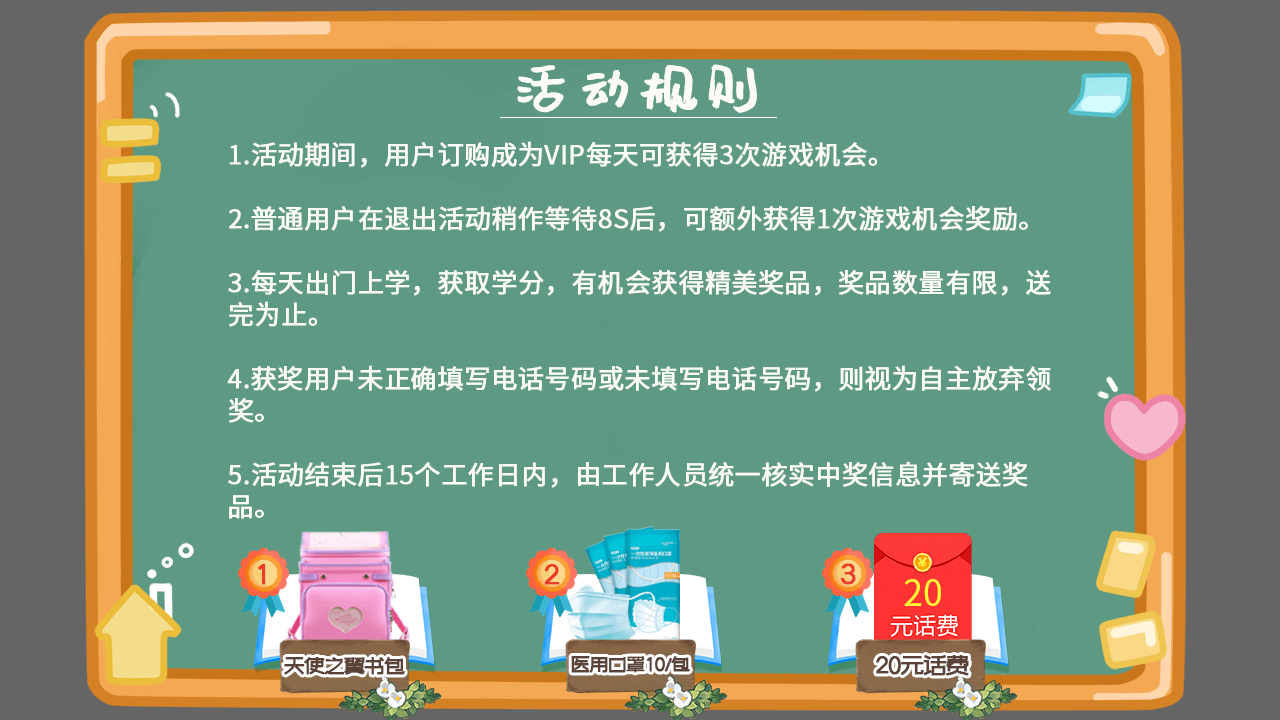 活动规则
1.活动期间，用户订购成为VIP每天可获得3次游戏机会。
2.普通用户在退出活动稍作等待8S后，可额外获得1次游戏机会奖励。
3.每天出门上学，获取学分，有机会获得精美奖品，奖品数量有限，送
完为止。
4.获奖用户未正确填写电话号码或未填写电话号码，则视为自主放弃领
奖。
5.活动结束后15个工作日内，由工作人员统一核实中奖信息并寄送奖
品。
1
2
3
¥
20
元话费
天使之翼书包
医用口罩10/包
20元话费